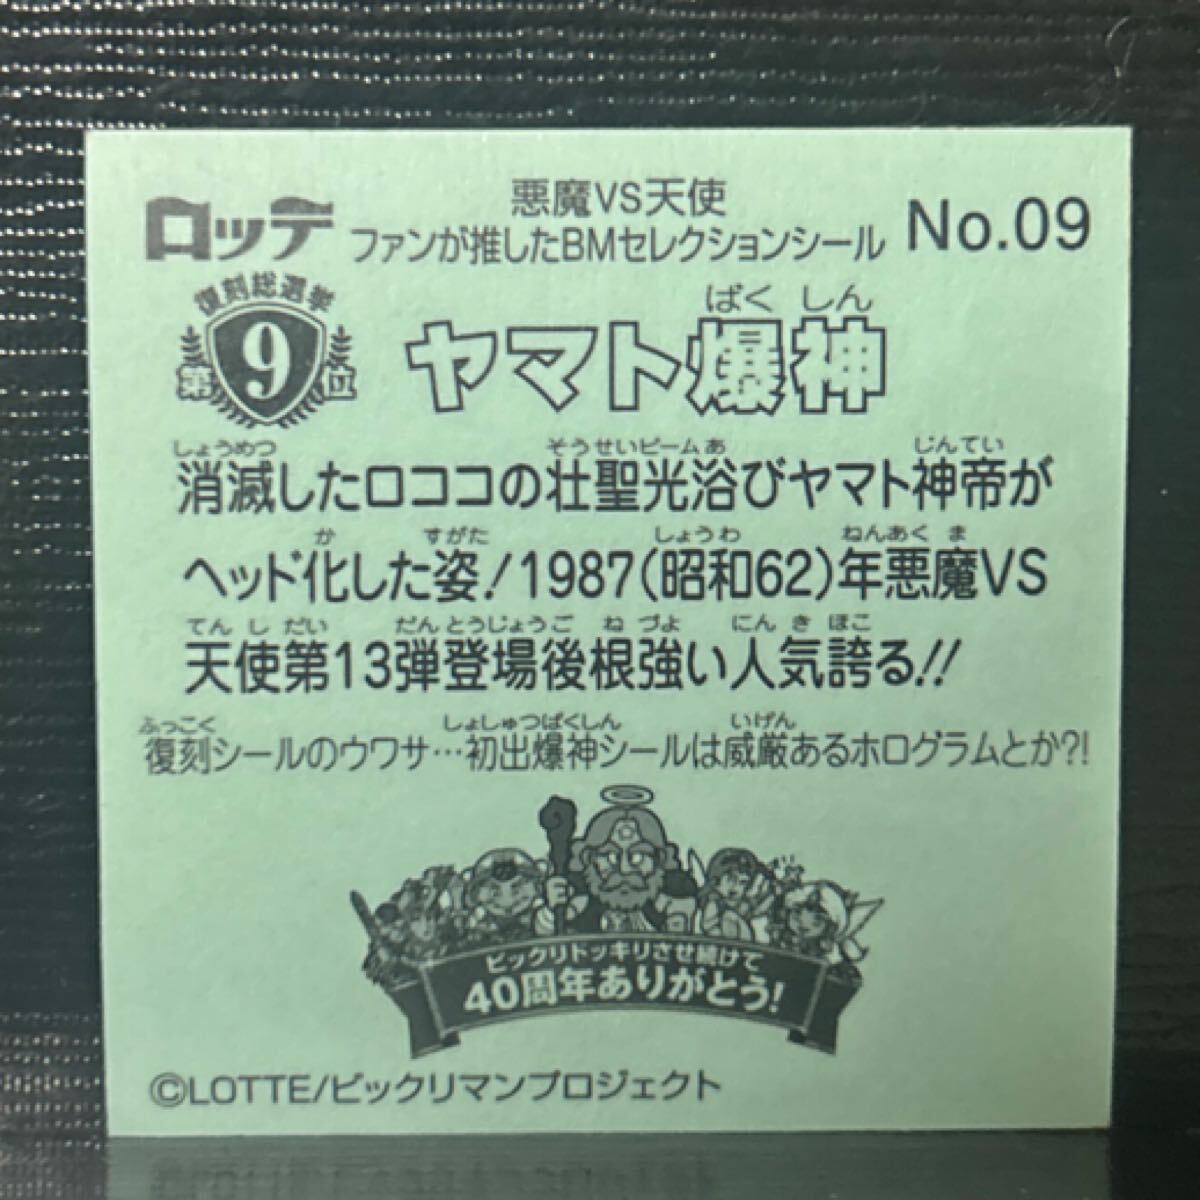 ロッテ
悪魔VS天使
ファンが推したBMセレクションシール
No.09
復刻総選挙
第9位
ばくしん
ヤマト爆神
しょうめつ そうせいビームあ じんてい
消滅したロココの壮聖光浴びヤマト神帝が
か すがた しょうわ ねんあくま
ヘッド化した姿!1987(昭和62)年悪魔VS
てんしだい だんとうじょうご ねづよ にんきほこ
天使第13弾登場後根強い人気誇る!!
ふっこく しょしゅつばくしん いげん
復刻シールのウワサ…初出爆神シールは威厳あるホログラムとか?!
ビックリドッキリさせ続けて
40周年ありがとう!
©LOTTE/ビックリマンプロジェクト